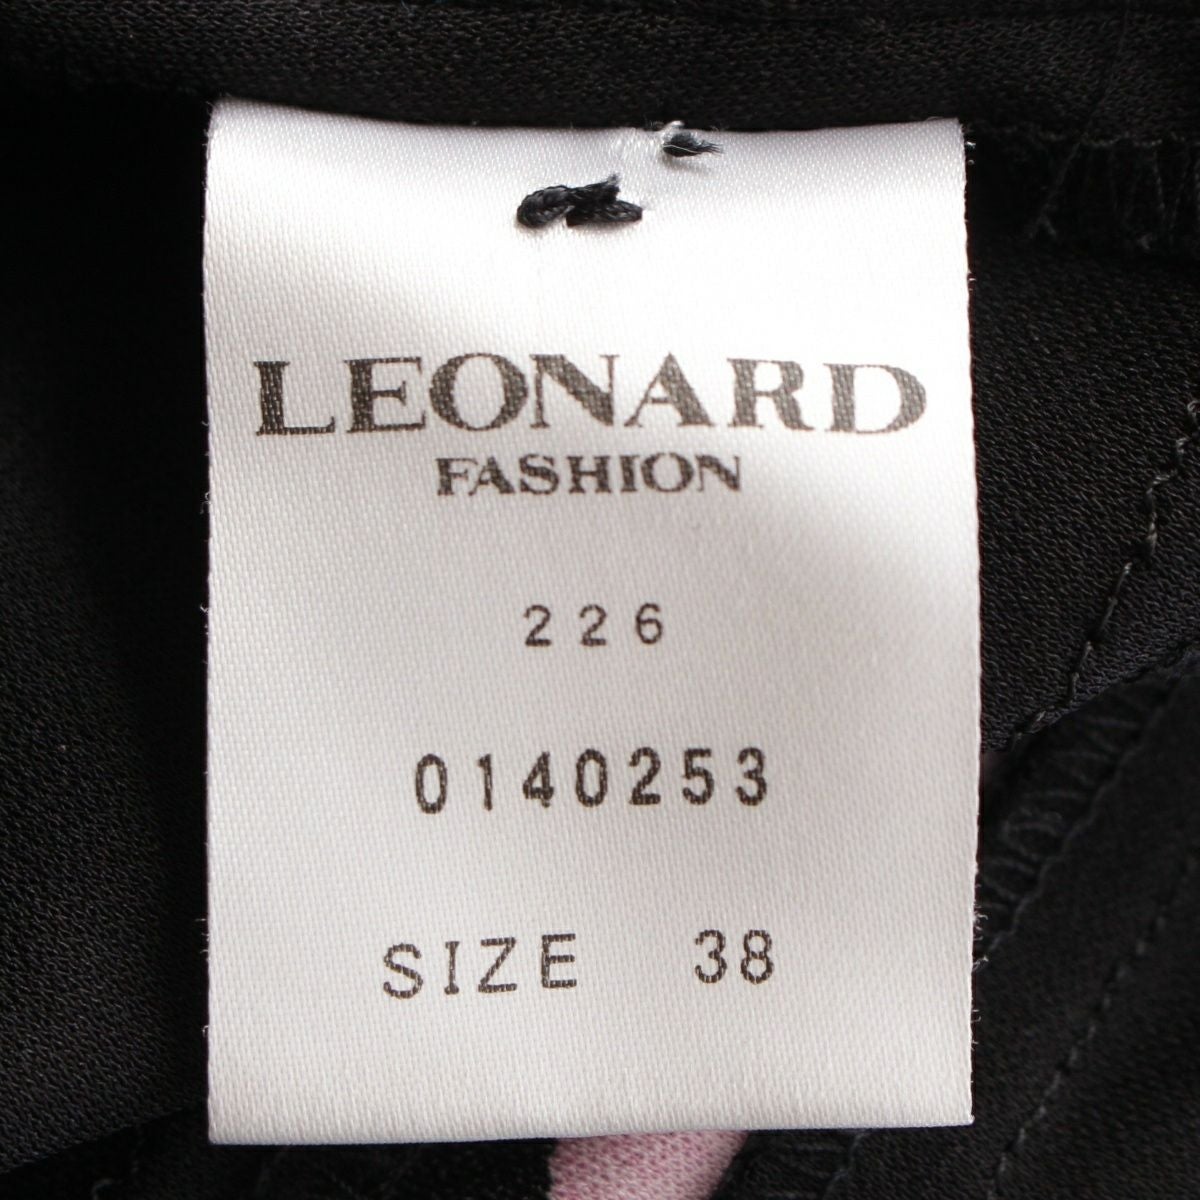 LEONARD
FASHION
226
0140253
SIZE 38